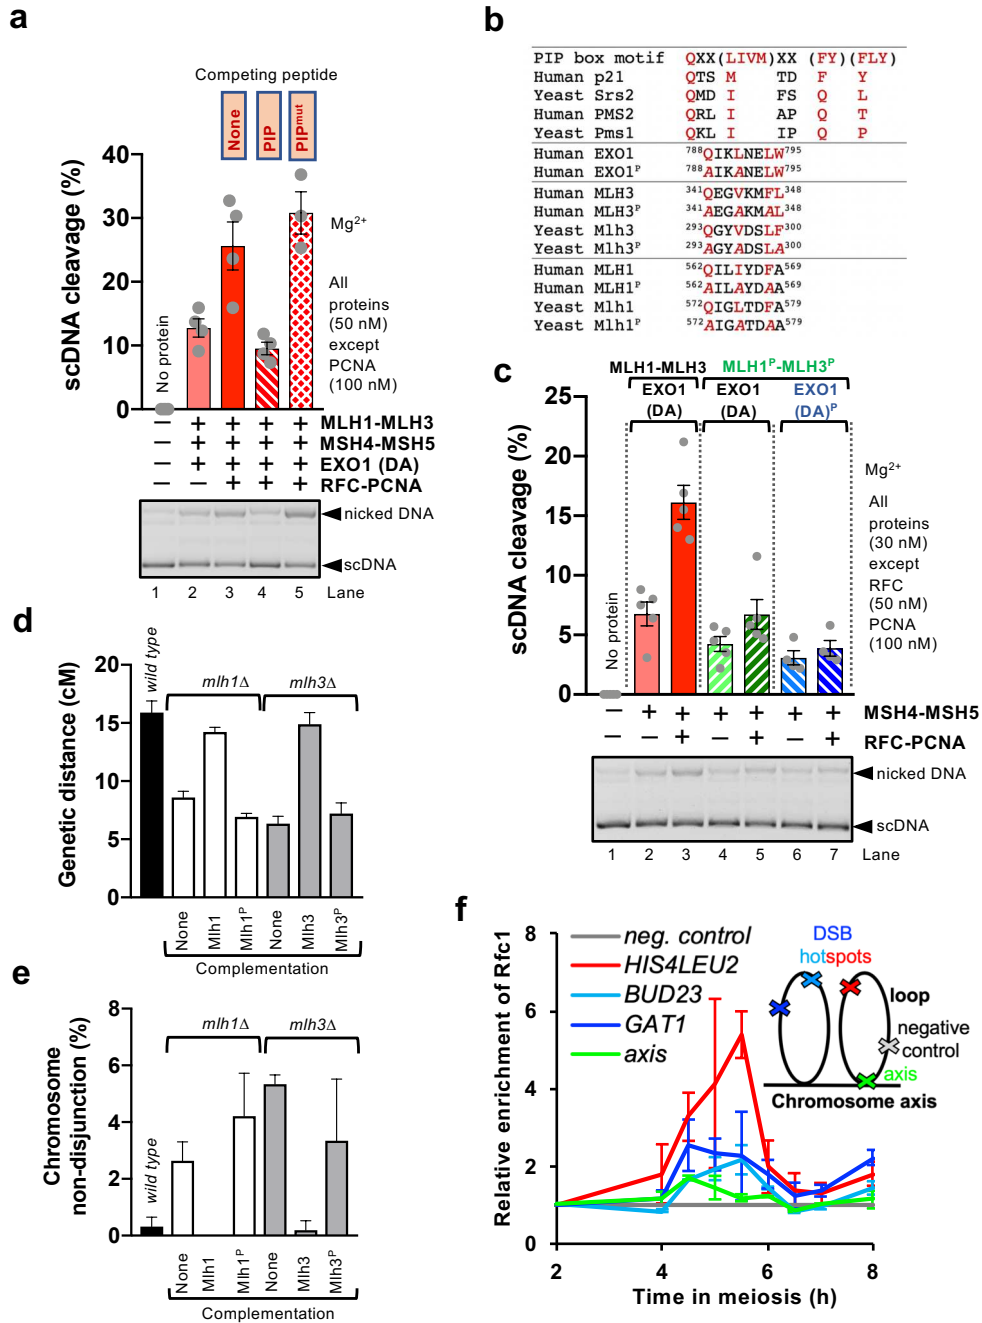 a
Competing peptide
None
PIP
PIPmut
40
30
20
10
0
scDNA cleavage (%)
No protein
Mg2+
All
proteins
(50 nM)
except
PCNA
(100 nM)
— + + + + MLH1-MLH3
— + + + + MSH4-MSH5
— + + + + EXO1 (DA)
— — + + + RFC-PCNA
nicked DNA
scDNA
1 2 3 4 5 Lane
b
PIP box motif QXX(LIVM)XX (FY)(FLY)
Human p21 QTS M TD F Y
Yeast Srs2 QMD I FS Q L
Human PMS2 QRL I AP Q T
Yeast Pms1 QKL I IP Q P
Human EXO1 788QIKLNELW795
Human EXO1P 788AIKANELW795
Human MLH3 341QEGVKMFL348
Human MLH3P 341AEGAKMAL348
Yeast Mlh3 293QGYVDSLF300
Yeast Mlh3P 293AGYADSLA300
Human MLH1 562QILIYDFA569
Human MLH1P 562AILAYDAA569
Yeast Mlh1 572QIGLTDFA579
Yeast Mlh1P 572AIGATDAA579
c
MLH1-MLH3
MLH1P-MLH3P
EXO1
(DA)
EXO1
(DA)
EXO1
(DA)P
25
20
15
10
5
0
scDNA cleavage (%)
No protein
Mg2+
All
proteins
(30 nM)
except
RFC
(50 nM)
PCNA
(100 nM)
— + + + + + + MSH4-MSH5
— — + — + — + RFC-PCNA
nicked DNA
scDNA
1 2 3 4 5 6 7 Lane
d
20
15
10
5
0
Genetic distance (cM)
wild type
mlh1Δ
mlh3Δ
None
Mlh1
Mlh1P
None
Mlh3
Mlh3P
Complementation
e
8
6
4
2
0
Chromosome
non-disjunction (%)
wild type
mlh1Δ
mlh3Δ
None
Mlh1
Mlh1P
None
Mlh3
Mlh3P
Complementation
f
8
6
4
2
0
Relative enrichment of Rfc1
neg. control
HIS4LEU2
BUD23
GAT1
axis
DSB
hotspots
loop
negative
control
axis
Chromosome axis
2 4 6 8
Time in meiosis (h)